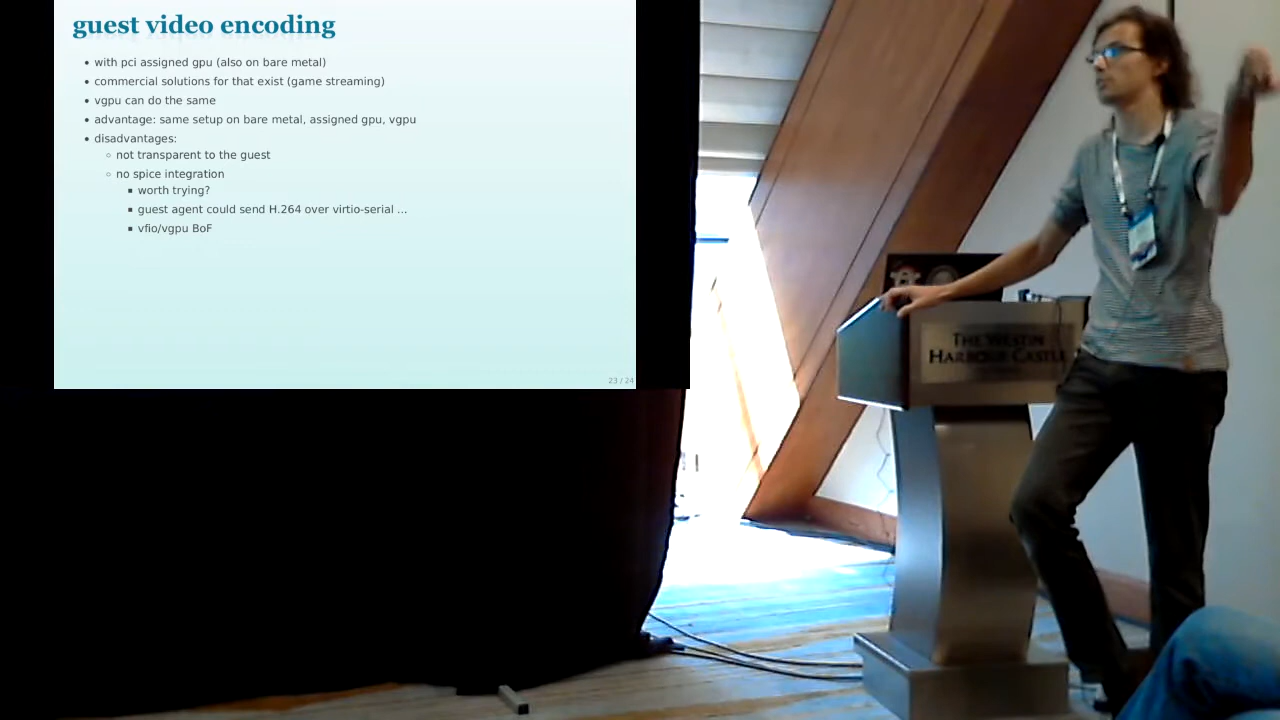 guest video encoding
with pci assigned gpu (also on bare metal)
commercial solutions for that exist (game streaming)
vgpu can do the same
advantage: same setup on bare metal, assigned gpu, vgpu
disadvantages:
not transparent to the guest
no spice integration
worth trying?
guest agent could send H.264 over virtio-serial ...
vfio/vgpu BoF
23 / 24
THE WESTIN
HARBOUR CASTLE